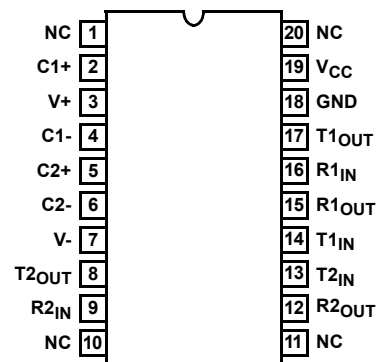 NC 1 20 NC
C1+ 2 19 VCC
V+ 3 18 GND
C1- 4 17 T1OUT
C2+ 5 16 R1IN
C2- 6 15 R1OUT
V- 7 14 T1IN
T2OUT 8 13 T2IN
R2IN 9 12 R2OUT
NC 10 11 NC